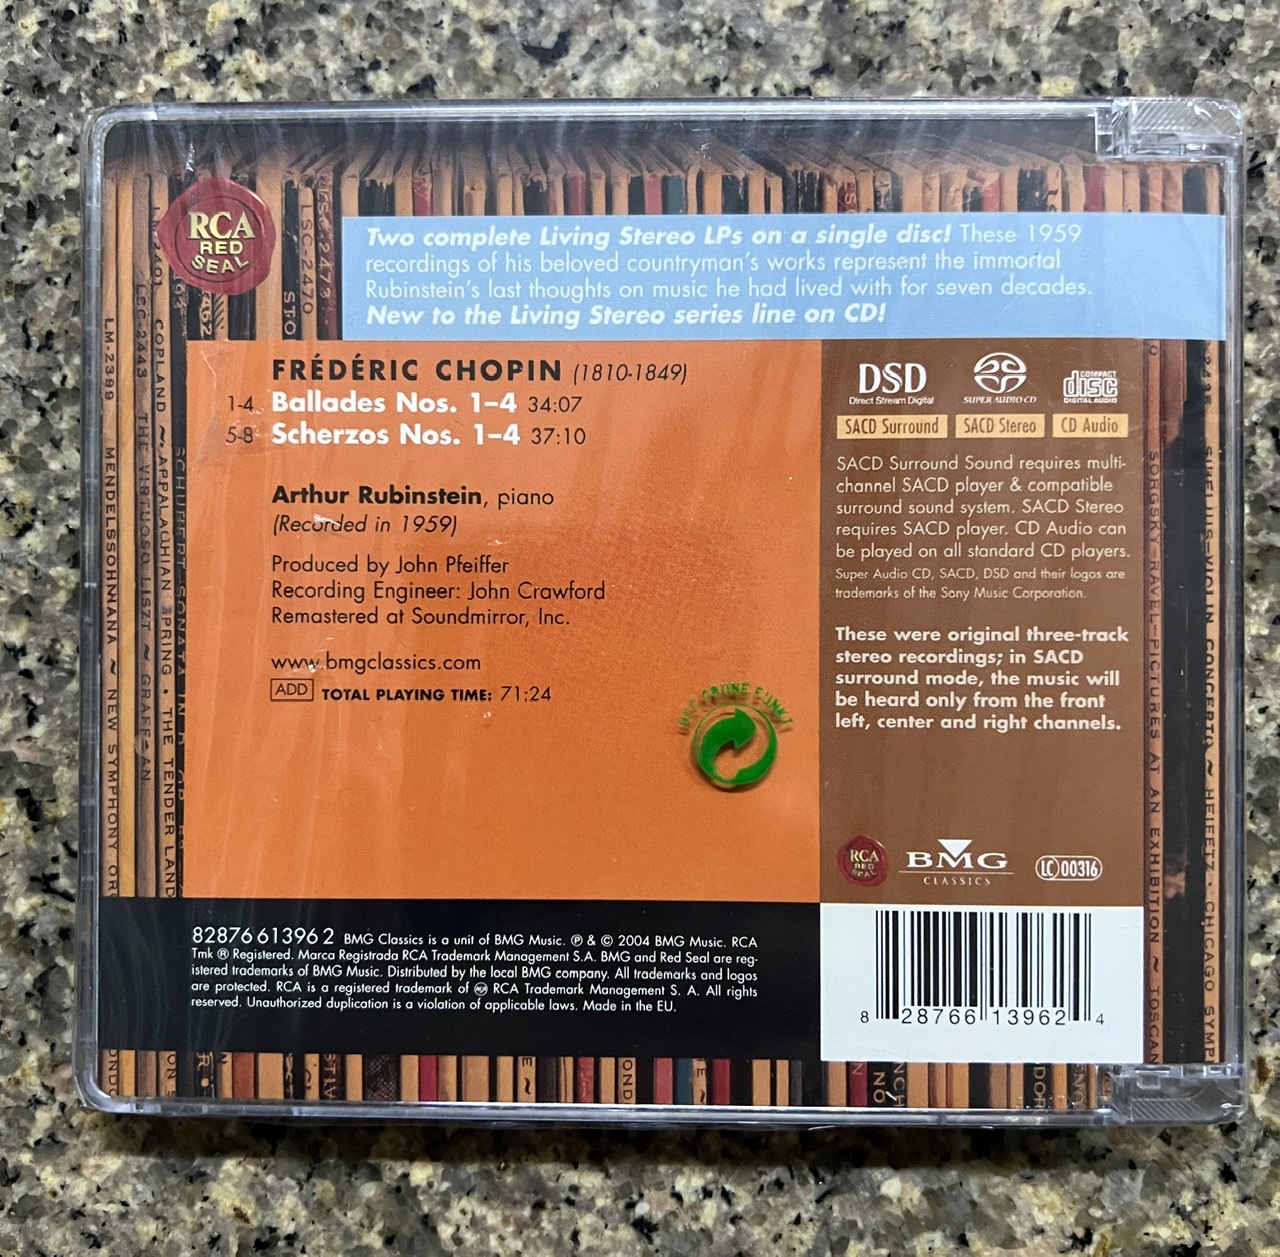 RCA
RED
SEAL
Two complete Living Stereo LPs on a single disc! These 1959
recordings of his beloved countryman's works represent the immortal
Rubinstein's last thoughts on music he had lived with for seven decades.
New to the Living Stereo series line on CD!
FRÉDÉRIC CHOPIN (1810-1849)
1-4 Ballades Nos. 1–4 34:07
5-8 Scherzos Nos. 1–4 37:10
Arthur Rubinstein, piano
(Recorded in 1959)
Produced by John Pfeiffer
Recording Engineer: John Crawford
Remastered at Soundmirror, Inc.
www.bmgclassics.com
ADD TOTAL PLAYING TIME: 71:24
DSD
Direct Stream Digital
SUPER AUDIO CD
COMPACT
disc
DIGITAL AUDIO
SACD Surround SACD Stereo CD Audio
SACD Surround Sound requires multi-
channel SACD player & compatible
surround sound system. SACD Stereo
requires SACD player. CD Audio can
be played on all standard CD players.
Super Audio CD, SACD, DSD and their logos are
trademarks of the Sony Music Corporation.
These were original three-track
stereo recordings; in SACD
surround mode, the music will
be heard only from the front
left, center and right channels.
RCA
RED
SEAL
BMG
CLASSICS
LC 00316
82876 61396 2 BMG Classics is a unit of BMG Music. ℗ & © 2004 BMG Music. RCA
Tmk ® Registered. Marca Registrada RCA Trademark Management S.A. BMG and Red Seal are reg-
istered trademarks of BMG Music. Distributed by the local BMG company. All trademarks and logos
are protected. RCA is a registered trademark of RCA Trademark Management S. A. All rights
reserved. Unauthorized duplication is a violation of applicable laws. Made in the EU.
8 28766 13962 4
LM-2399 MENDELSSOHNIANA ~ NEW SYMPHONY OR
LSC-2443 THE VIRTUOSO LISZT ~ GRAFFMAN
COPLAND ~ APPALACHIAN SPRING • THE TENDER LAND
SCHUBERT SONATA IN B
LSC-2470
LSC-2473
SORGSKY–RAVEL–PICTURES AT AN EXHIBITION ~ TOSCAN
SIBELIUS–VIOLIN CONCERTO ~ HEIFETZ · CHICAGO SYMP